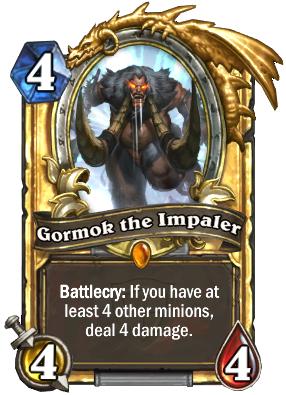 4
Gormok the Impaler
Battlecry: If you have at
least 4 other minions,
deal 4 damage.
4
4